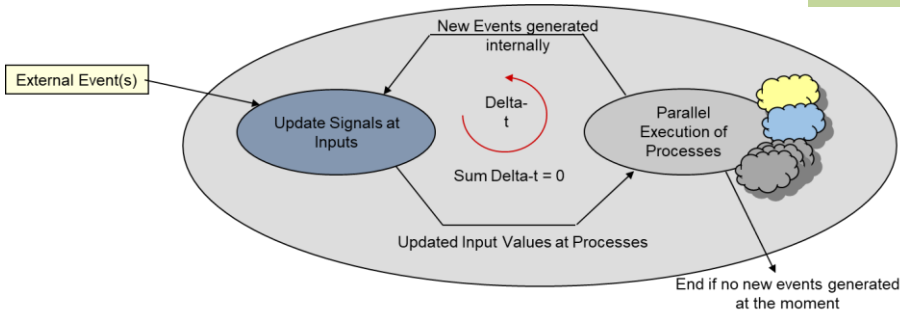 New Events generated
internally
External Event(s)
Delta-
t
Update Signals at
Inputs
Parallel
Execution of
Processes
Sum Delta-t = 0
Updated Input Values at Processes
End if no new events generated
at the moment